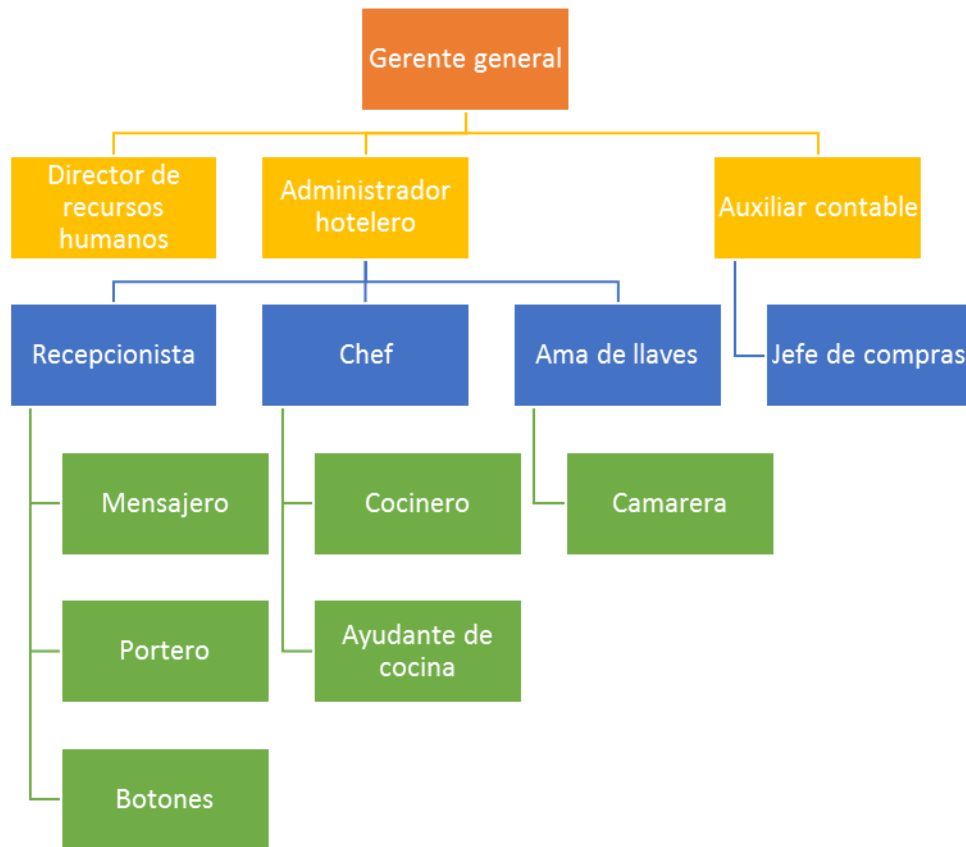 Gerente general
Director de
recursos
humanos
Administrador
hotelero
Auxiliar contable
Recepcionista
Chef
Ama de llaves
Jefe de compras
Mensajero
Cocinero
Camarera
Portero
Ayudante de
cocina
Botones